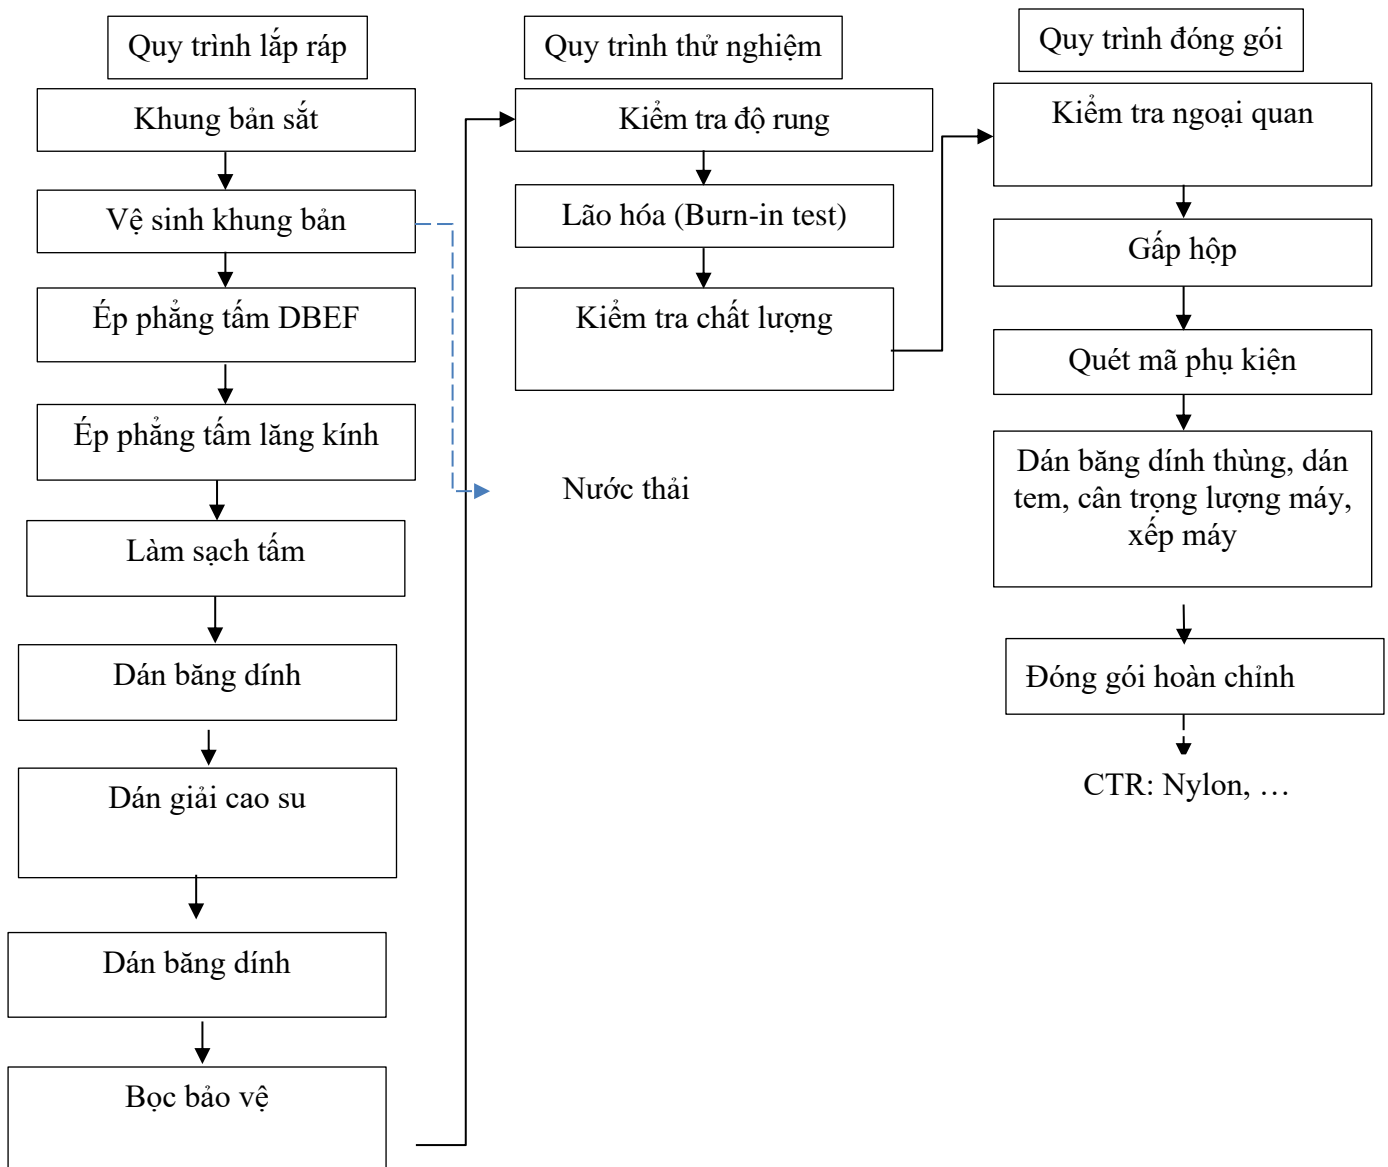 Quy trình lắp ráp
Khung bản sắt
Vệ sinh khung bản
Ép phẳng tấm DBEF
Ép phẳng tấm lăng kính
Làm sạch tấm
Dán băng dính
Dán giải cao su
Dán băng dính
Bọc bảo vệ
Nước thải
Quy trình thử nghiệm
Kiểm tra độ rung
Lão hóa (Burn-in test)
Kiểm tra chất lượng
Quy trình đóng gói
Kiểm tra ngoại quan
Gấp hộp
Quét mã phụ kiện
Dán băng dính thùng, dán
tem, cân trọng lượng máy,
xếp máy
Đóng gói hoàn chỉnh
CTR: Nylon, …